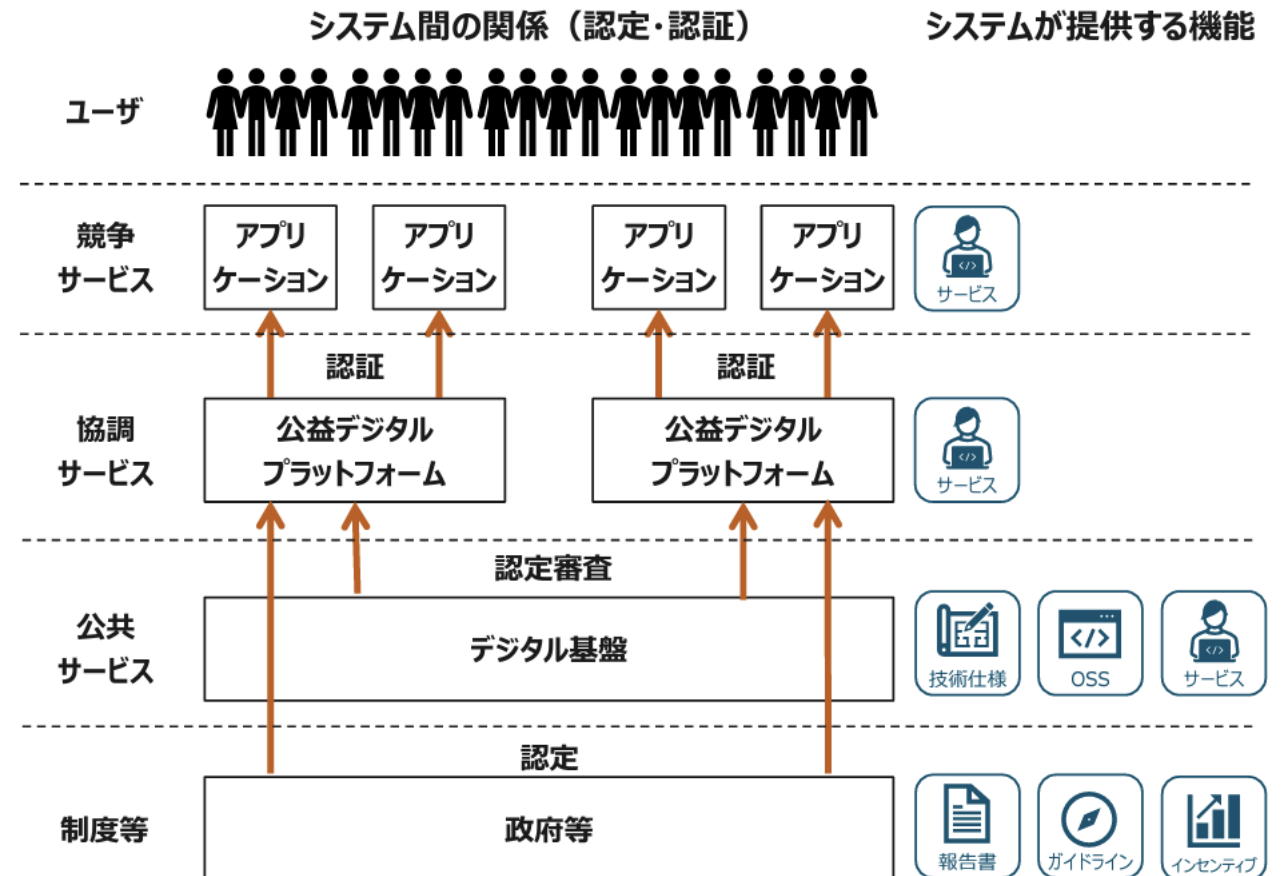 システム間の関係（認定・認証）
システムが提供する機能
ユーザ
競争
サービス
アプリ
ケーション
アプリ
ケーション
アプリ
ケーション
アプリ
ケーション
</>
サービス
認証
認証
協調
サービス
公益デジタル
プラットフォーム
公益デジタル
プラットフォーム
</>
サービス
認定審査
公共
サービス
デジタル基盤
技術仕様
</>
OSS
</>
サービス
認定
制度等
政府等
報告書
ガイドライン
インセンティブ